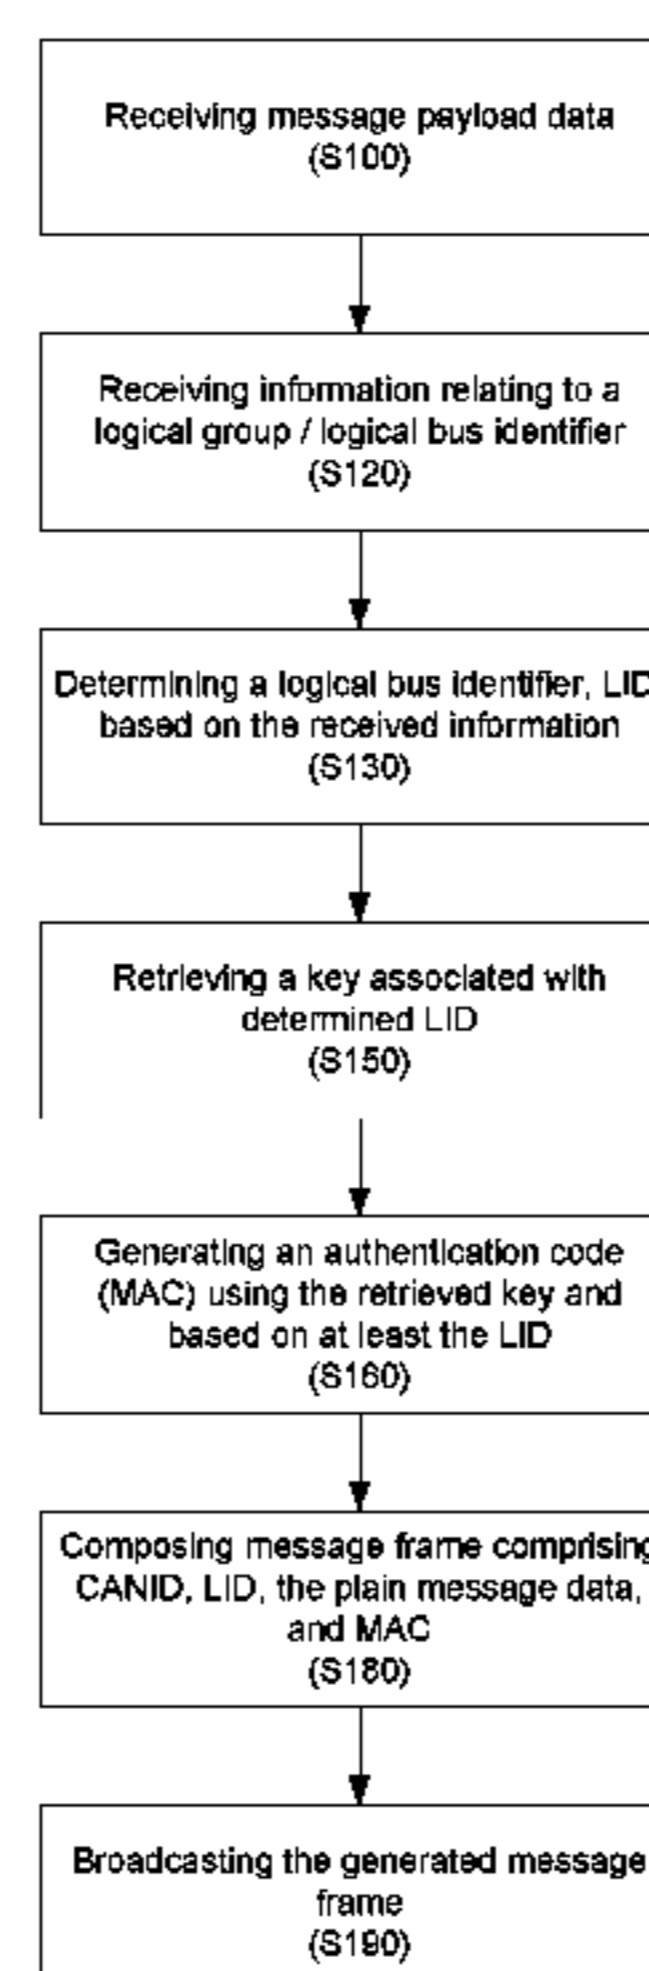 Receiving message payload data
(S100)
Receiving information relating to a
logical group / logical bus identifier
(S120)
Determining a logical bus identifier, LID
based on the received information
(S130)
Retrieving a key associated with
determined LID
(S150)
Generating an authentication code
(MAC) using the retrieved key and
based on at least the LID
(S160)
Composing message frame comprising
CANID, LID, the plain message data,
and MAC
(S180)
Broadcasting the generated message
frame
(S190)